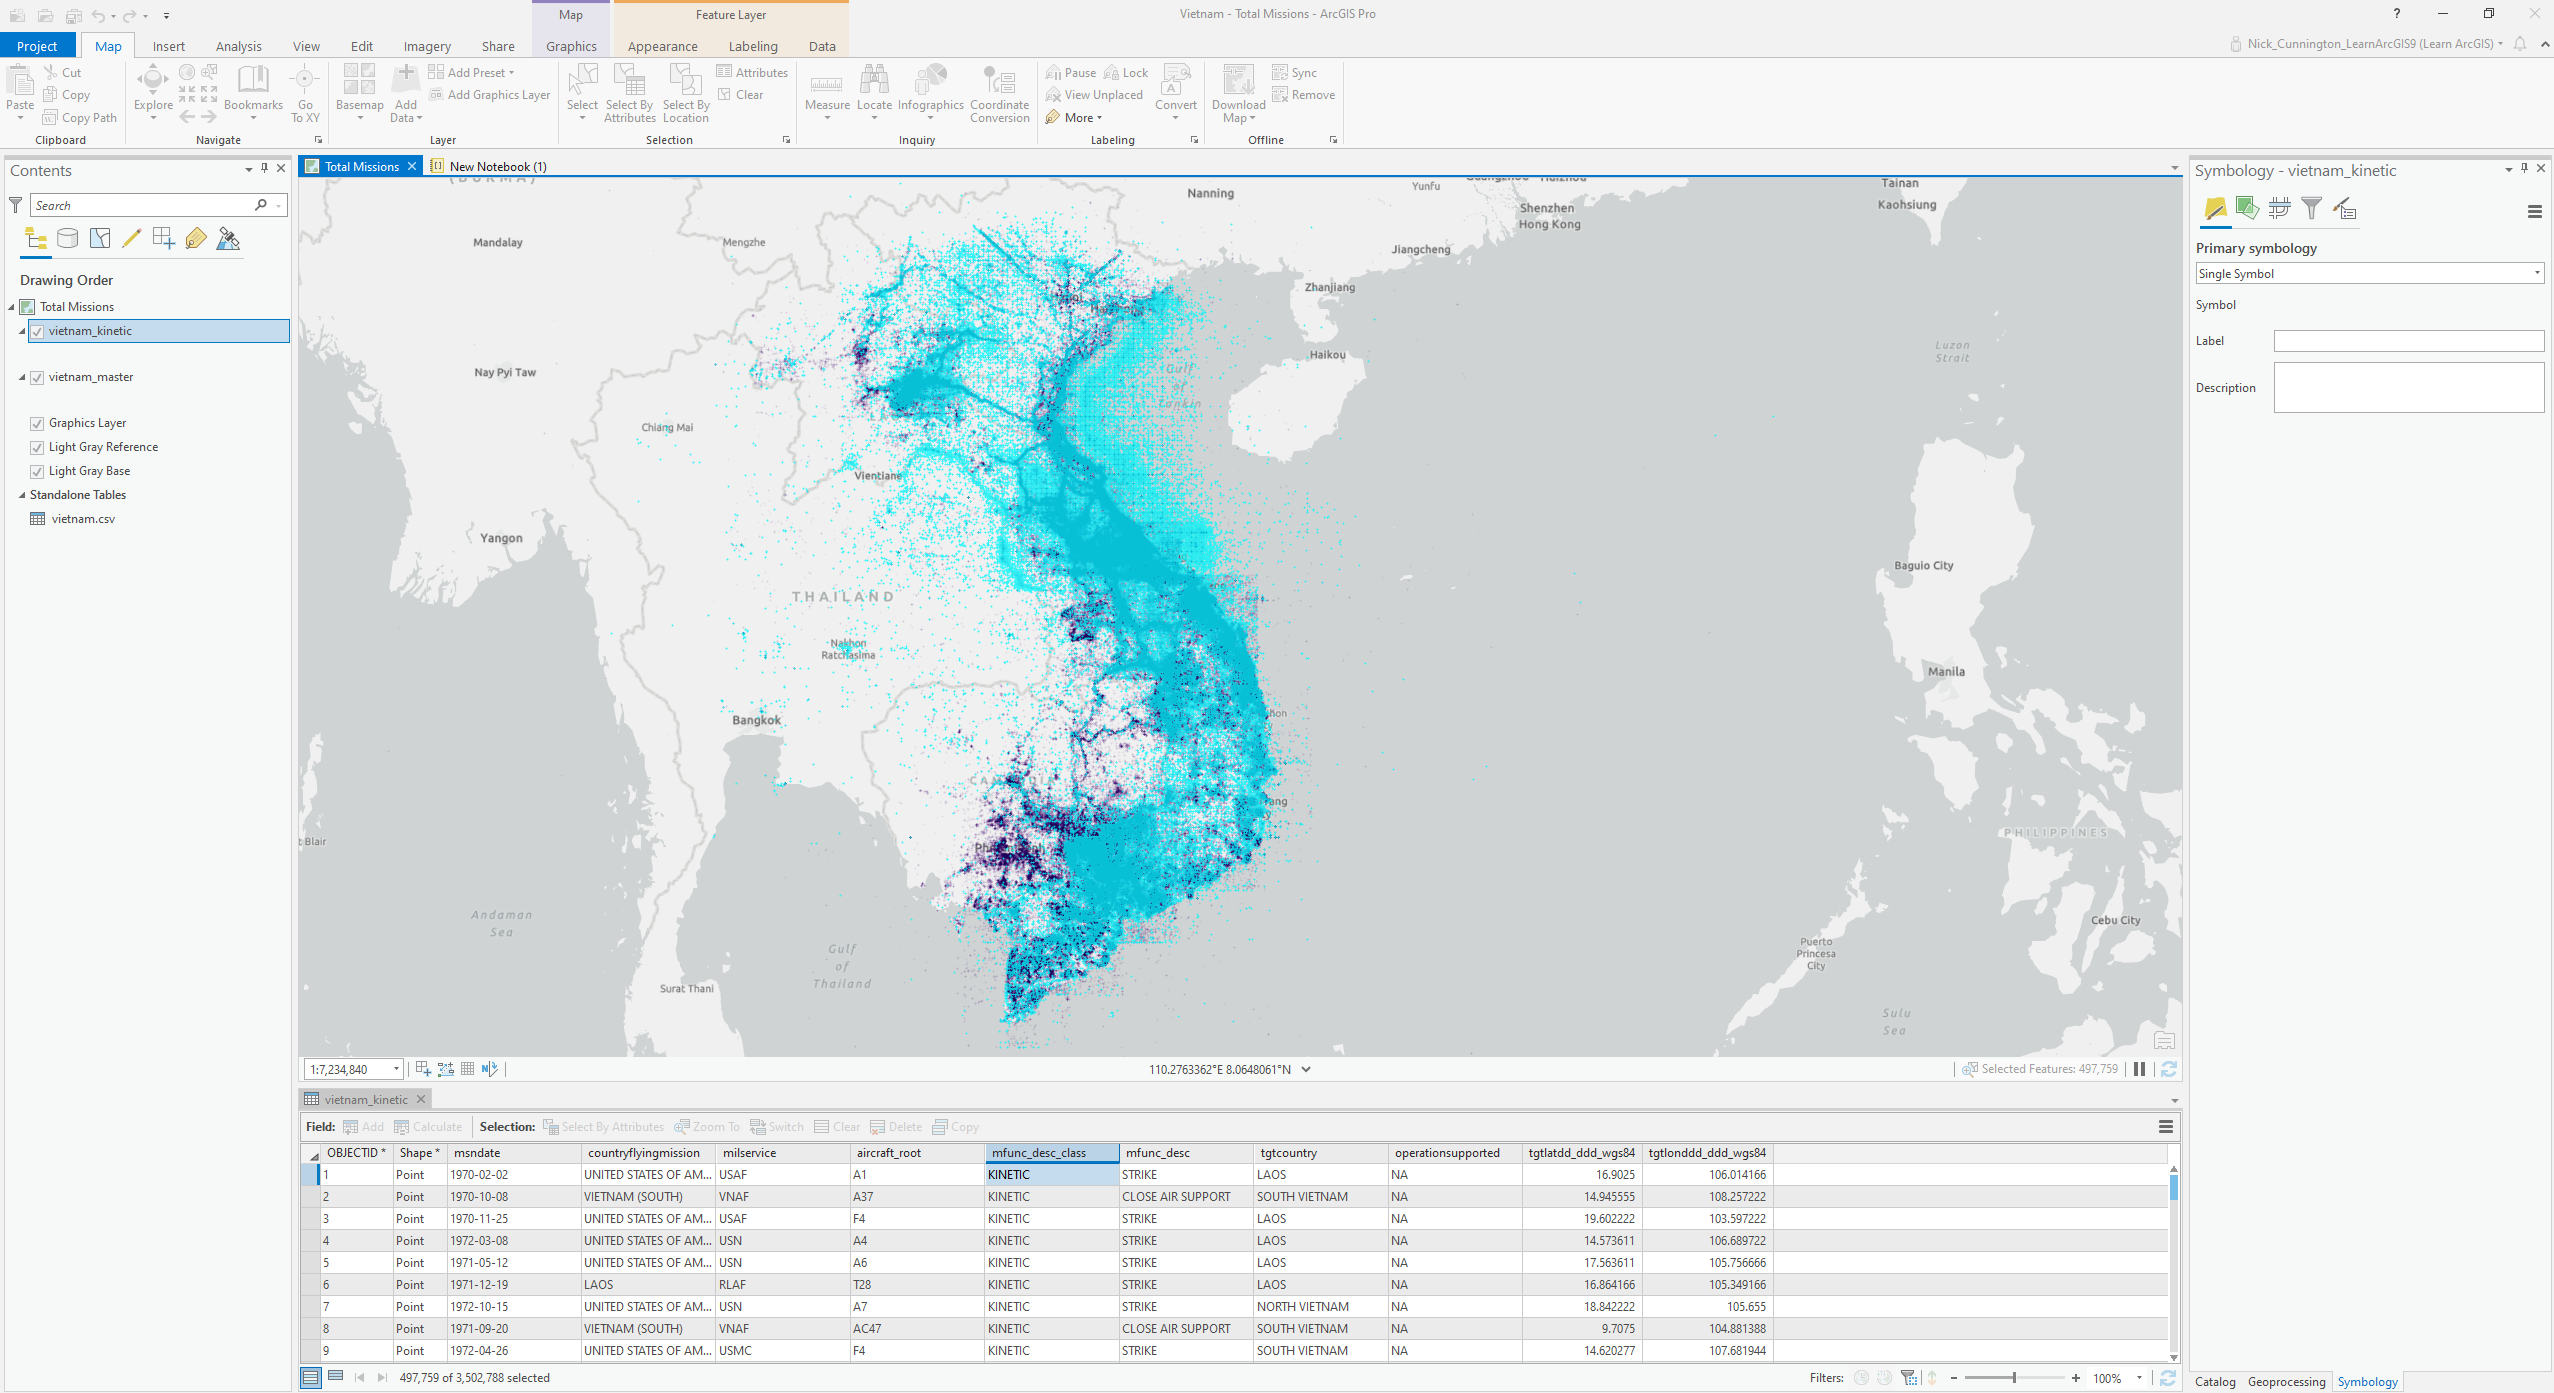 Vietnam - Total Missions - ArcGIS Pro
Map
Feature Layer
?
Project
Map
Insert
Analysis
View
Edit
Imagery
Share
Graphics
Appearance
Labeling
Data
Nick_Cunnington_LearnArcGIS9 (Learn ArcGIS)
Paste
Cut
Copy
Copy Path
Clipboard
Explore
Bookmarks
Go To XY
Navigate
Basemap
Add Data
Add Preset
Add Graphics Layer
Layer
Select
Select By Attributes
Select By Location
Attributes
Clear
Selection
Measure
Locate
Infographics
Coordinate Conversion
Inquiry
Pause
Lock
View Unplaced
More
Convert
Labeling
Download Map
Sync
Remove
Offline
Contents
Search
Drawing Order
Total Missions
vietnam_kinetic
vietnam_master
Graphics Layer
Light Gray Reference
Light Gray Base
Standalone Tables
vietnam.csv
Total Missions
New Notebook (1)
(BURMA)
Nanning
Yunfu
Tainan
Kaohsiung
Shenzhen
Hong Kong
Mandalay
Mengzhe
Jiangcheng
Zhanjiang
Haikou
Luzon
Strait
Nay Pyi Taw
Gulf
of
Tonkin
Chiang Mai
Vientiane
Yangon
THAILAND
Baguio City
Nakhon
Ratchasima
Manila
Bangkok
CAMBODIA
PHILIPPINES
t Blair
Andaman
Sea
Gulf
of
Thailand
Surat Thani
Cebu City
Puerto
Princesa
City
Sulu
Sea
1:7,234,840
110.2763362°E 8.0648061°N
Selected Features: 497,759
vietnam_kinetic
Field: Add Calculate Selection: Select By Attributes Zoom To Switch Clear Delete Copy
OBJECTID * Shape * msndate countryflyingmission milservice aircraft_root mfunc_desc_class mfunc_desc tgtcountry operationsupported tgtlatdd_ddd_wgs84 tgtlonddd_ddd_wgs84
1 Point 1970-02-02 UNITED STATES OF AM... USAF A1 KINETIC STRIKE LAOS NA 16.9025 106.014166
2 Point 1970-10-08 VIETNAM (SOUTH) VNAF A37 KINETIC CLOSE AIR SUPPORT SOUTH VIETNAM NA 14.945555 108.257222
3 Point 1970-11-25 UNITED STATES OF AM... USAF F4 KINETIC STRIKE LAOS NA 19.602222 103.597222
4 Point 1972-03-08 UNITED STATES OF AM... USN A4 KINETIC STRIKE LAOS NA 14.573611 106.689722
5 Point 1971-05-12 UNITED STATES OF AM... USN A6 KINETIC STRIKE LAOS NA 17.563611 105.756666
6 Point 1971-12-19 LAOS RLAF T28 KINETIC STRIKE LAOS NA 16.864166 105.349166
7 Point 1972-10-15 UNITED STATES OF AM... USN A7 KINETIC STRIKE NORTH VIETNAM NA 18.842222 105.655
8 Point 1971-09-20 VIETNAM (SOUTH) VNAF AC47 KINETIC CLOSE AIR SUPPORT SOUTH VIETNAM NA 9.7075 104.881388
9 Point 1972-04-26 UNITED STATES OF AM... USMC F4 KINETIC STRIKE SOUTH VIETNAM NA 14.620277 107.681944
497,759 of 3,502,788 selected
Filters:
- + 100%
Symbology - vietnam_kinetic
Primary symbology
Single Symbol
Symbol
Label
Description
Catalog Geoprocessing Symbology